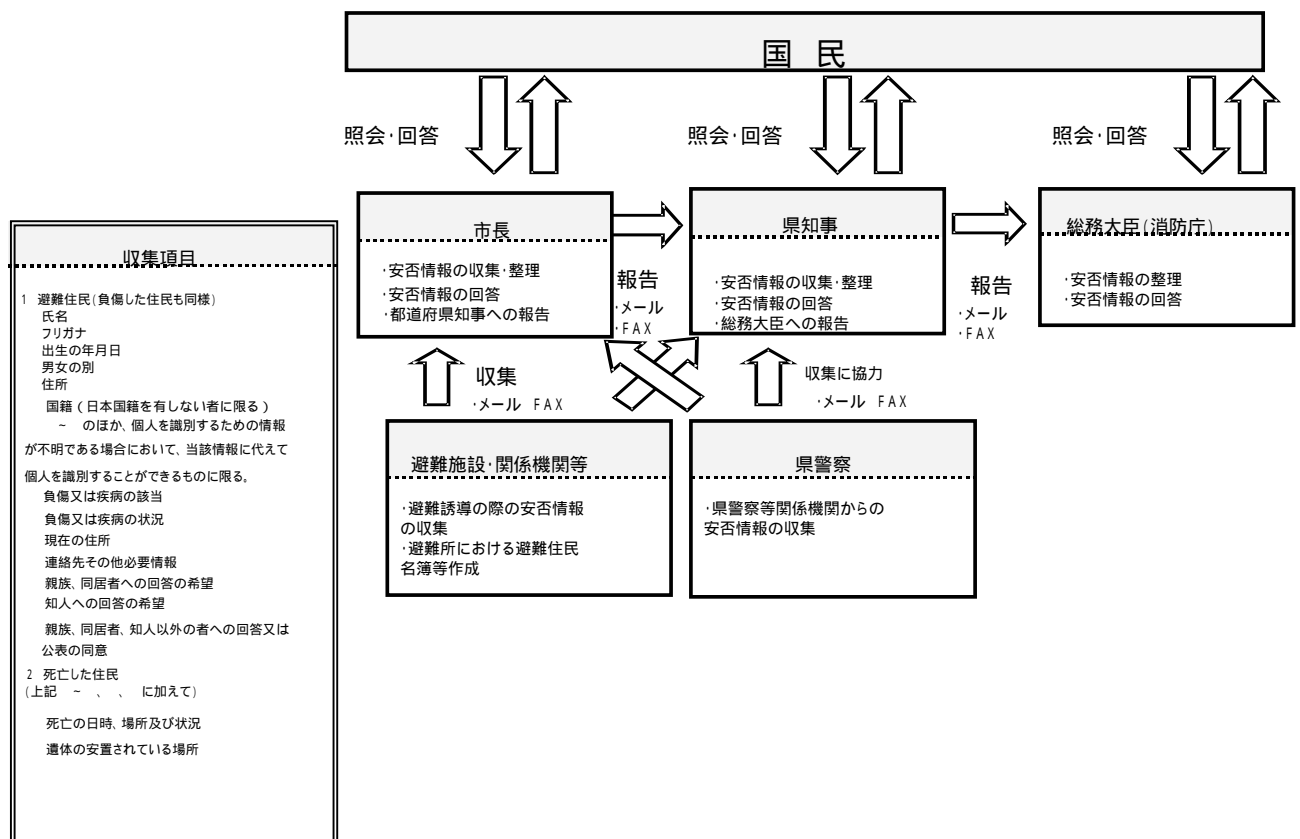 国 民
照会・回答
照会・回答
照会・回答
市長
・安否情報の収集・整理
・安否情報の回答
・都道府県知事への報告
報告
・メール
・FAX
県知事
・安否情報の収集・整理
・安否情報の回答
・総務大臣への報告
報告
・メール
・FAX
総務大臣(消防庁)
・安否情報の整理
・安否情報の回答
収集
・メール FAX
収集に協力
・メール FAX
避難施設・関係機関等
・避難誘導の際の安否情報
の収集
・避難所における避難住民
名簿等作成
県警察
・県警察等関係機関からの
安否情報の収集
収集項目
1 避難住民(負傷した住民も同様)
氏名
フリガナ
出生の年月日
男女の別
住所
国籍(日本国籍を有しない者に限る)
~ のほか、個人を識別するための情報
が不明である場合において、当該情報に代えて
個人を識別することができるものに限る。
負傷又は疾病の該当
負傷又は疾病の状況
現在の住所
連絡先その他必要情報
親族、同居者への回答の希望
知人への回答の希望
親族、同居者、知人以外の者への回答又は
公表の同意
2 死亡した住民
(上記 ~ 、 、 に加えて)
死亡の日時、場所及び状況
遺体の安置されている場所